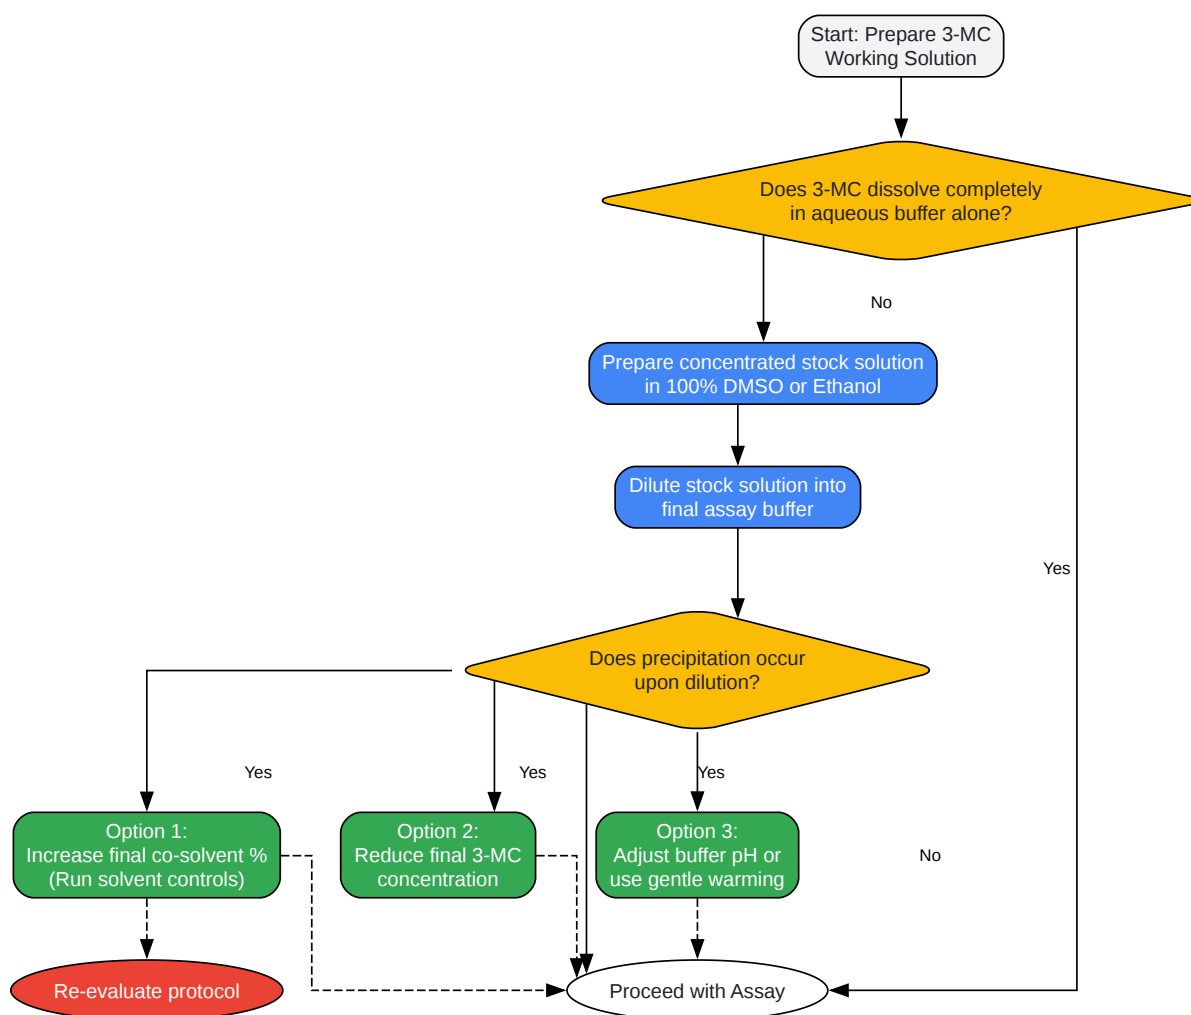 Start: Prepare 3-MC
Working Solution
Does 3-MC dissolve completely
in aqueous buffer alone?
No
Prepare concentrated stock solution
in 100% DMSO or Ethanol
Dilute stock solution into
final assay buffer
Yes
Does precipitation occur
upon dilution?
Yes
Yes
Yes
Option 1:
Increase final co-solvent %
(Run solvent controls)
Option 2:
Reduce final 3-MC
concentration
Option 3:
Adjust buffer pH or
use gentle warming
No
Re-evaluate protocol
Proceed with Assay